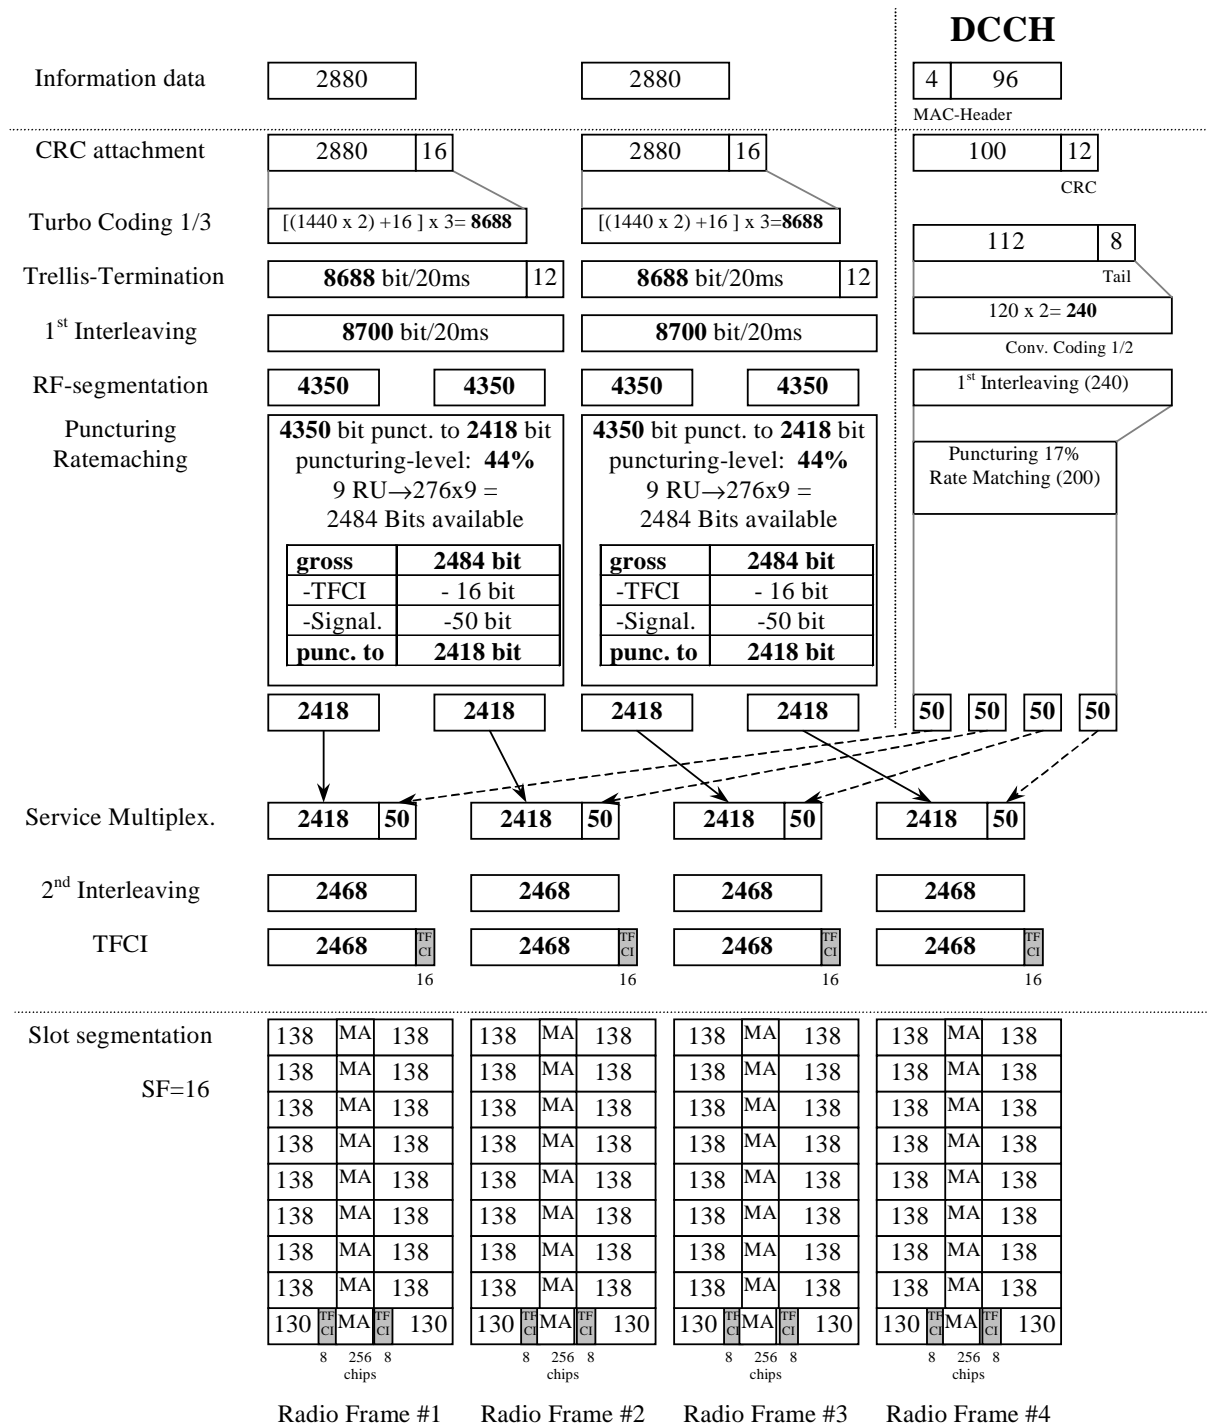 DCCH
Information data 2880 2880 4 96
MAC-Header
CRC attachment 2880 16 2880 16 100 12
CRC
Turbo Coding 1/3 [(1440 x 2) +16 ] x 3= 8688 [(1440 x 2) +16 ] x 3=8688
112 8
Tail
Trellis-Termination 8688 bit/20ms 12 8688 bit/20ms 12
120 x 2= 240
Conv. Coding 1/2
1st Interleaving 8700 bit/20ms 8700 bit/20ms
RF-segmentation 4350 4350 4350 4350 1st Interleaving (240)
Puncturing
Ratemaching
4350 bit punct. to 2418 bit
puncturing-level: 44%
9 RU→276x9 =
2484 Bits available
gross 2484 bit
-TFCI - 16 bit
-Signal. -50 bit
punc. to 2418 bit
4350 bit punct. to 2418 bit
puncturing-level: 44%
9 RU→276x9 =
2484 Bits available
gross 2484 bit
-TFCI - 16 bit
-Signal. -50 bit
punc. to 2418 bit
Puncturing 17%
Rate Matching (200)
2418 2418 2418 2418 50 50 50 50
Service Multiplex. 2418 50 2418 50 2418 50 2418 50
2nd Interleaving 2468 2468 2468 2468
TFCI 2468 TF CI 2468 TF CI 2468 TF CI 2468 TF CI
16 16 16 16
Slot segmentation 138 MA 138 138 MA 138 138 MA 138 138 MA 138
SF=16 138 MA 138 138 MA 138 138 MA 138 138 MA 138
138 MA 138 138 MA 138 138 MA 138 138 MA 138
138 MA 138 138 MA 138 138 MA 138 138 MA 138
138 MA 138 138 MA 138 138 MA 138 138 MA 138
138 MA 138 138 MA 138 138 MA 138 138 MA 138
138 MA 138 138 MA 138 138 MA 138 138 MA 138
138 MA 138 138 MA 138 138 MA 138 138 MA 138
130 TF CI MA TF CI 130 130 TF CI MA TF CI 130 130 TF CI MA TF CI 130 130 TF CI MA TF CI 130
8 256 8 8 256 8 8 256 8 8 256 8
chips chips chips chips
Radio Frame #1 Radio Frame #2 Radio Frame #3 Radio Frame #4